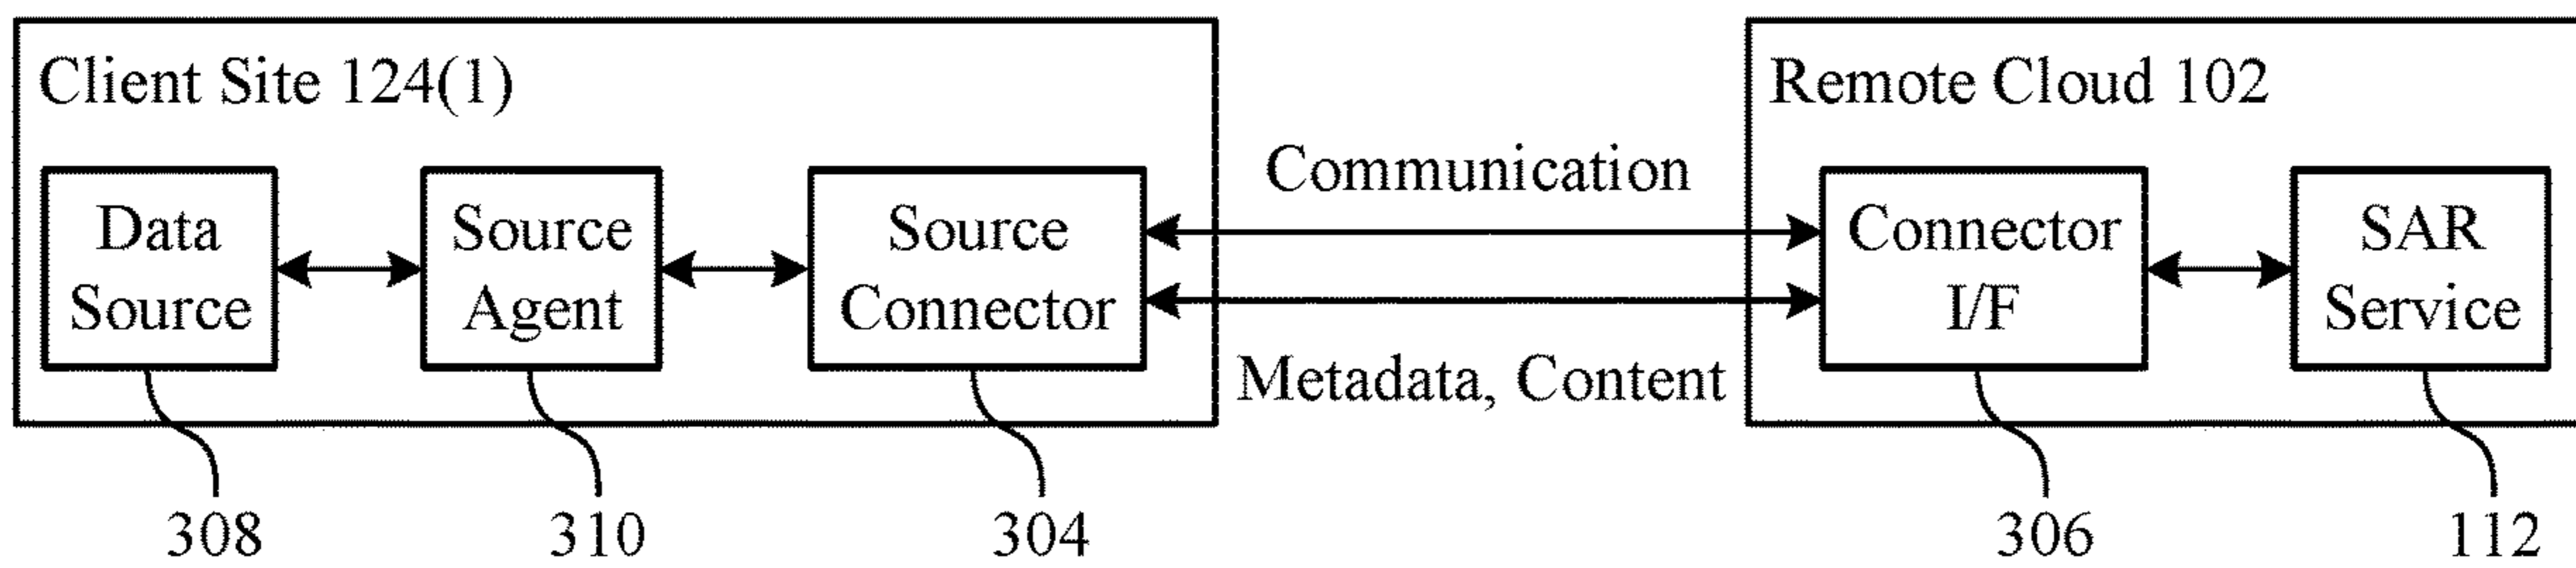 Client Site 124(1)
Remote Cloud 102
Data
Source
Source
Agent
Source
Connector
Communication
Metadata, Content
Connector
I/F
SAR
Service
308
310
304
306
112